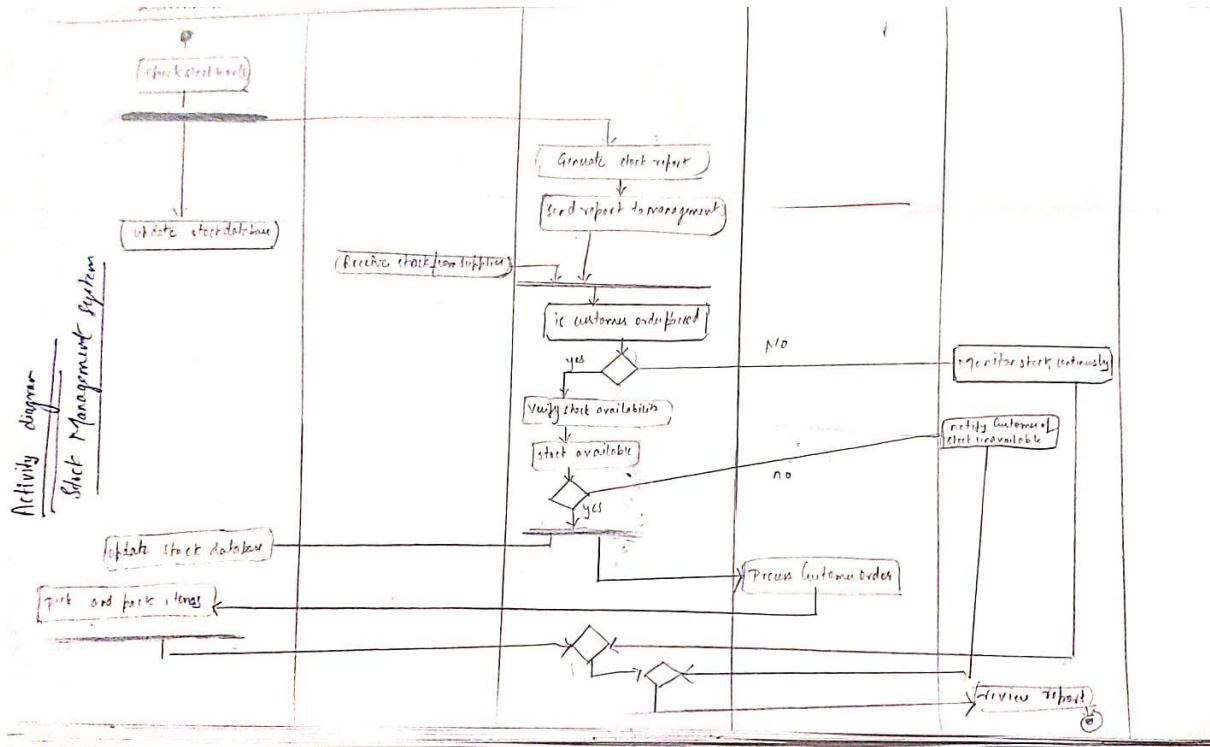 check stock levels
Generate stock report
send report to management
update stock database
Receive stock from supplier
is customer order placed
yes
No
monitor stock continuously
verify stock availability
notify Customer of
stock unavailable
stock available
no
yes
update stock database
Process Customer order
pick and pack items
review report
Activity diagram
Stock Management system